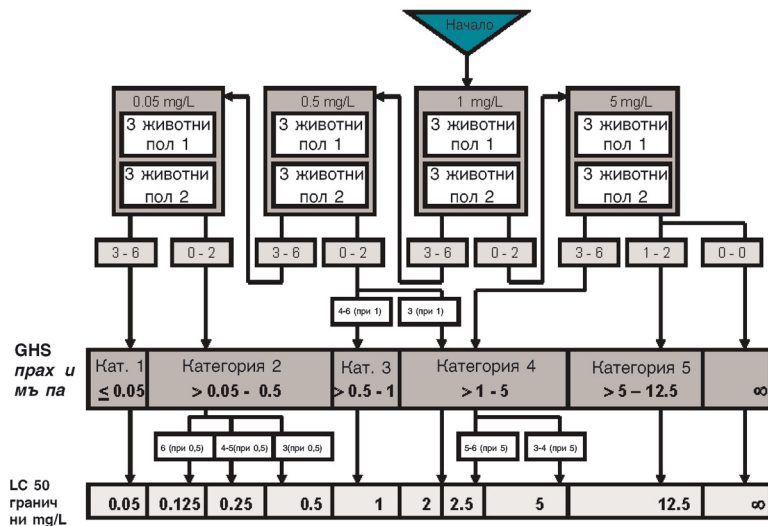 Начало
0.05 mg/L
0.5 mg/L
1 mg/L
5 mg/L
3 животни
пол 1
3 животни
пол 1
3 животни
пол 1
3 животни
пол 1
3 животни
пол 2
3 животни
пол 2
3 животни
пол 2
3 животни
пол 2
3 - 6
0 - 2
3 - 6
0 - 2
3 - 6
0 - 2
3 - 6
1 - 2
0 - 0
4-6 (при 1)
3 (при 1)
GHS
прах и
мъ па
Кат. 1
≤ 0.05
Категория 2
> 0.05 - 0.5
Кат. 3
> 0.5 - 1
Категория 4
> 1 - 5
Категория 5
> 5 – 12.5
∞
6 (при 0,5)
4-5(при 0,5)
3(при 0,5)
5-6 (при 5)
3-4 (при 5)
LC 50
гранич
ни mg/L
0.05
0.125
0.25
0.5
1
2
2.5
5
12.5
∞